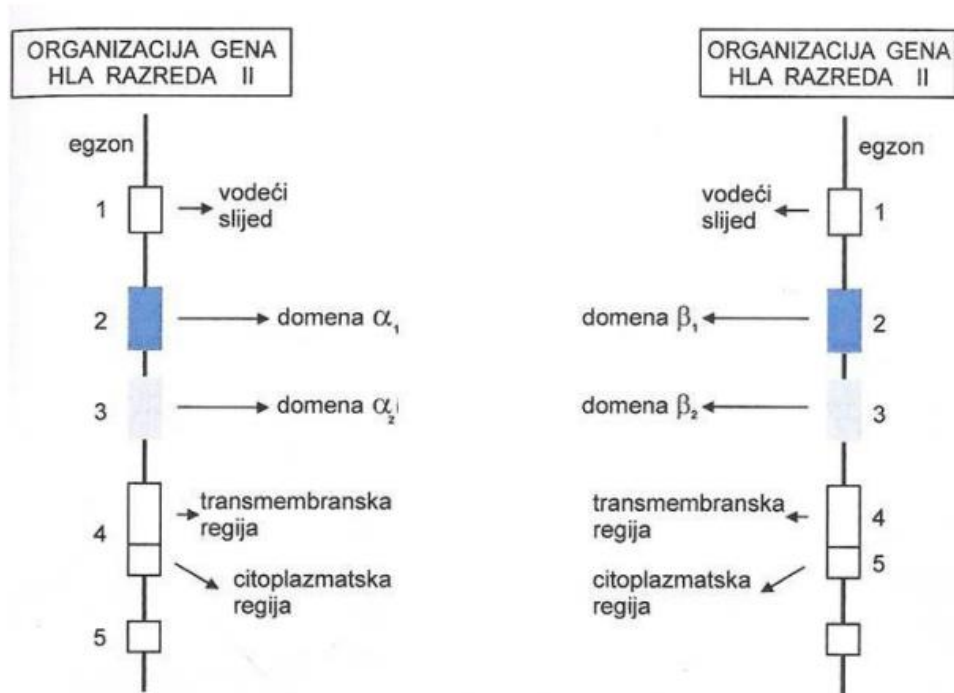 ORGANIZACIJA GENA
HLA RAZREDA II
egzon
1
vodeći
slijed
2
domena α₁
3
domena α₂
4
transmembranska
regija
citoplazmatska
regija
5
ORGANIZACIJA GENA
HLA RAZREDA II
egzon
vodeći
slijed
1
domena β₁
2
domena β₂
3
transmembranska
regija
4
citoplazmatska
regija
5